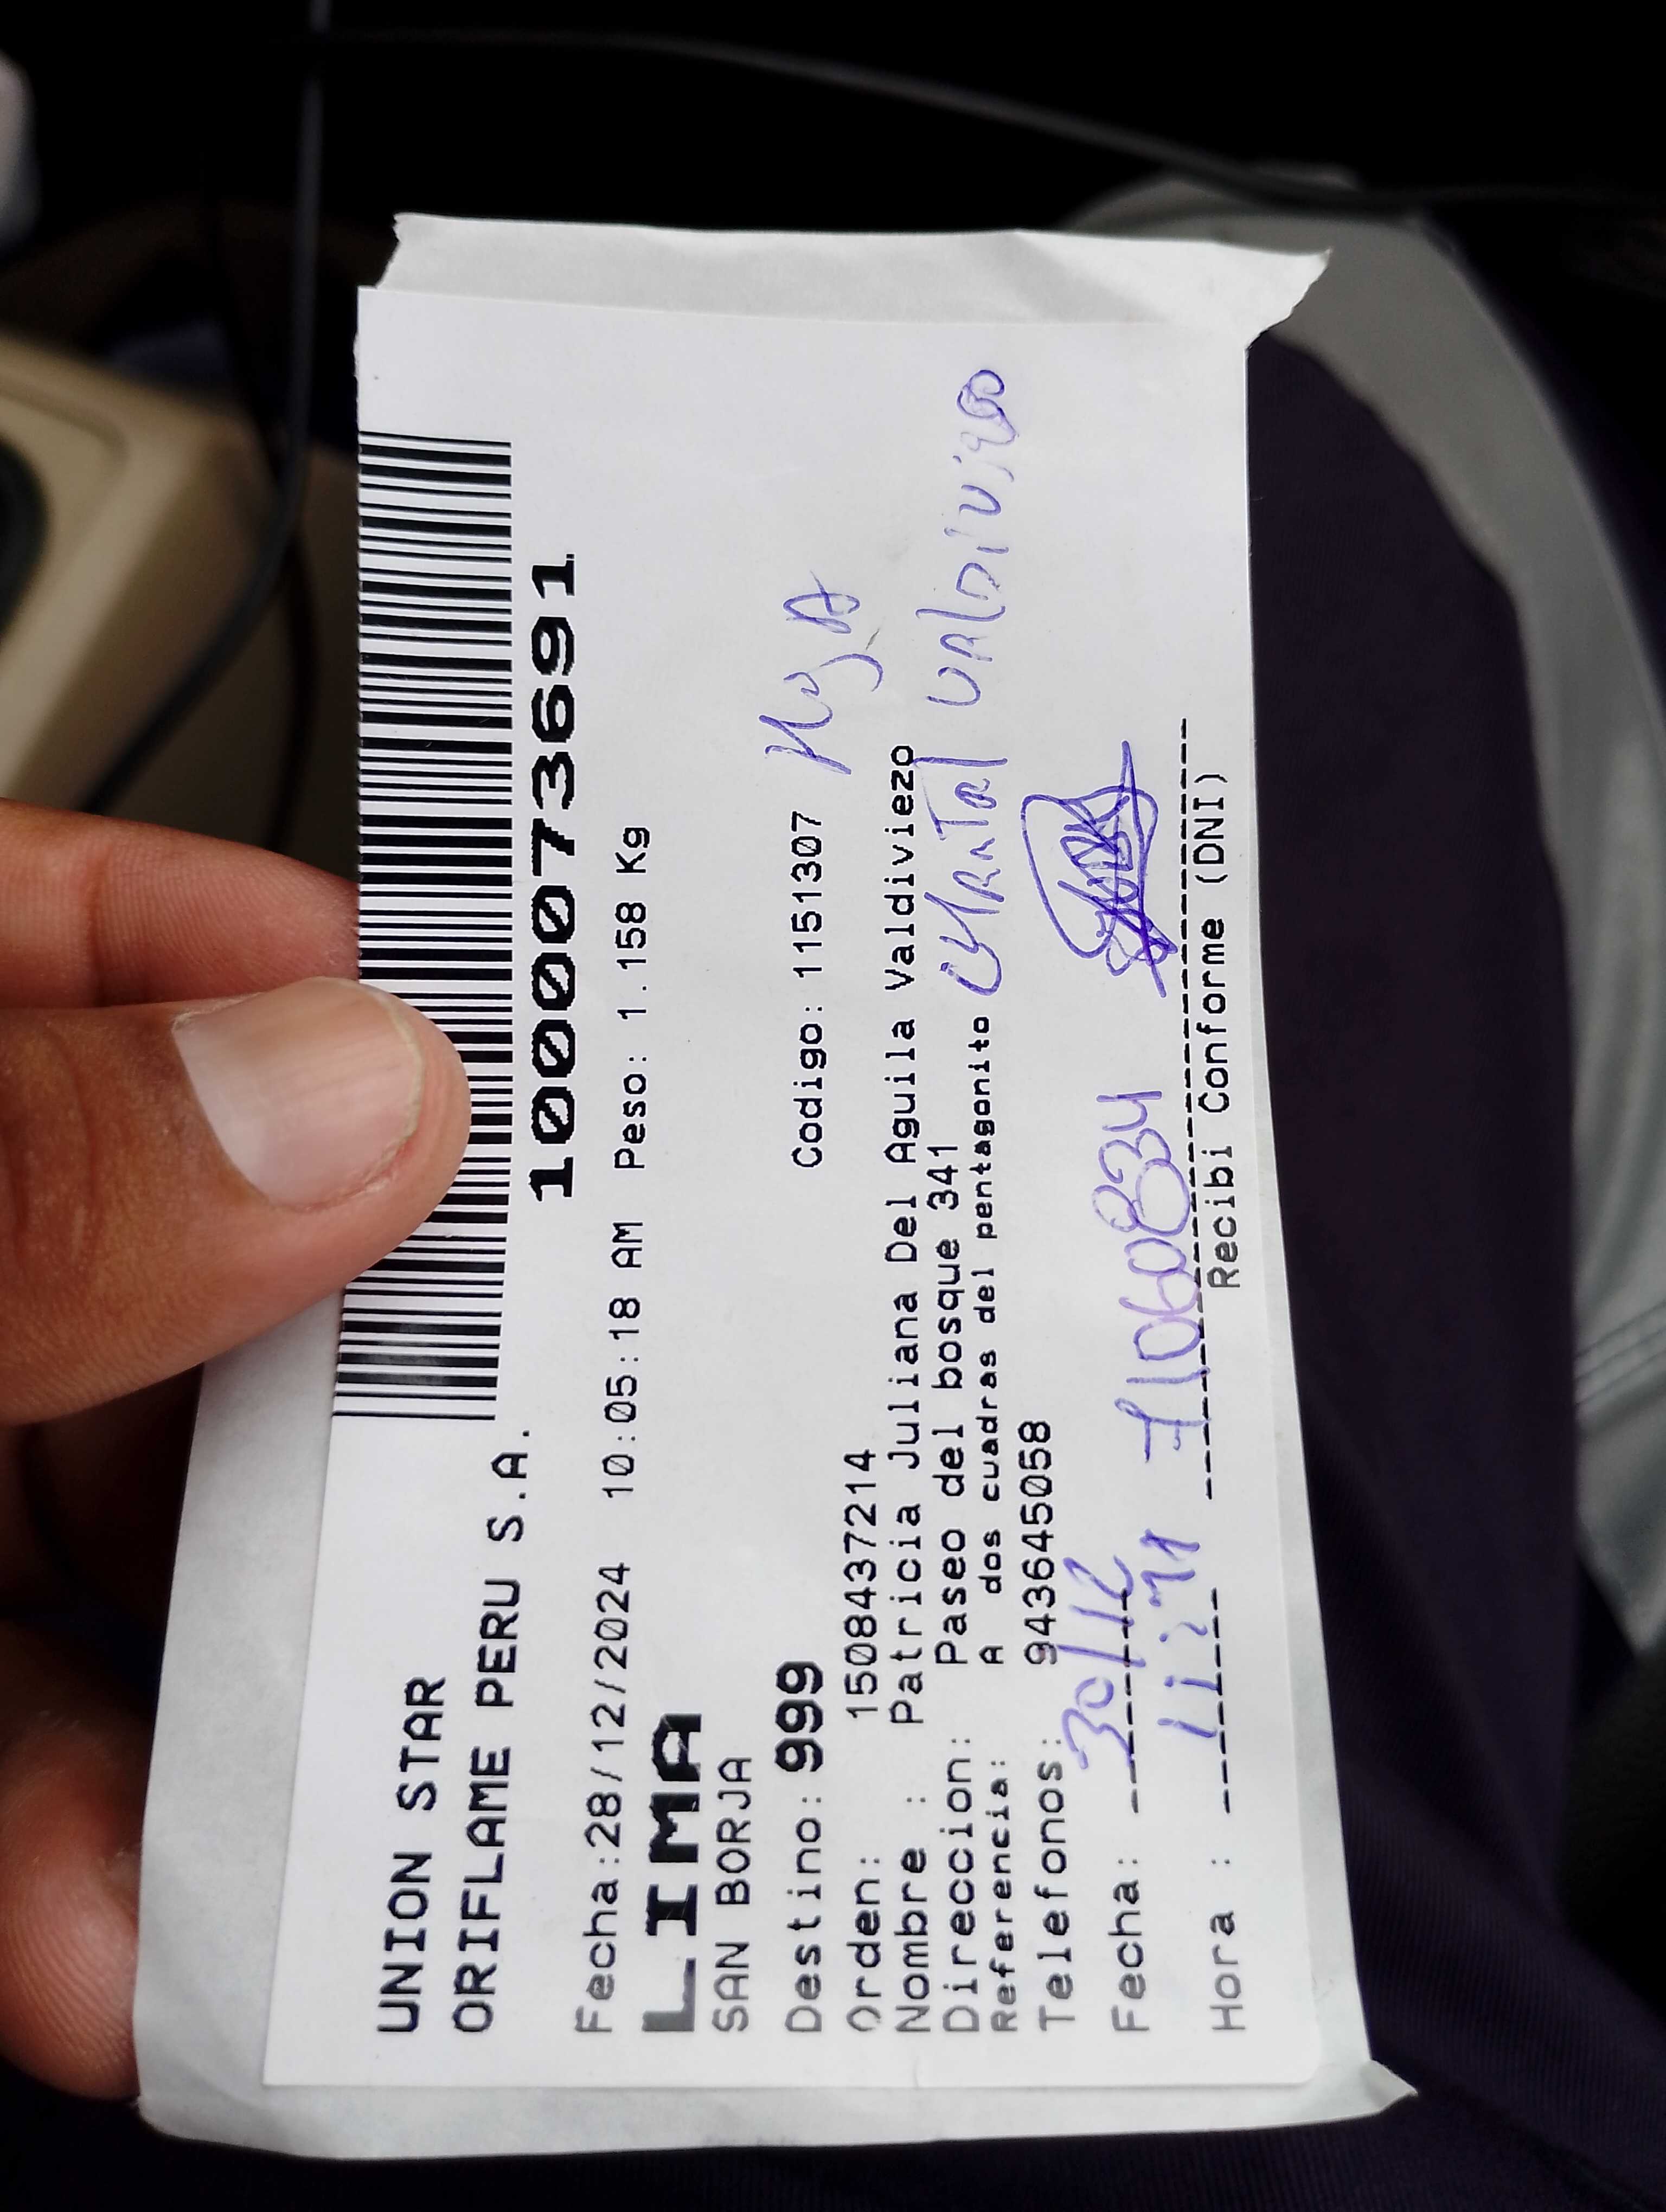 UNION STAR
ORIFLAME PERU S.A.
10000073691
Fecha:28/12/2024 10:05:18 AM Peso: 1.158 Kg
LIMA
SAN BORJA
Destino: 999 Codigo: 1151307
Orden: 1508437214
Nombre : Patricia Juliana Del Aguila Valdiviezo
Direccion: Paseo del bosque 341
Referencia: A dos cuadras del pentagonito
Telefonos: 943645058
Fecha: 30/12 71060834
Hora :
Recibi Conforme (DNI)